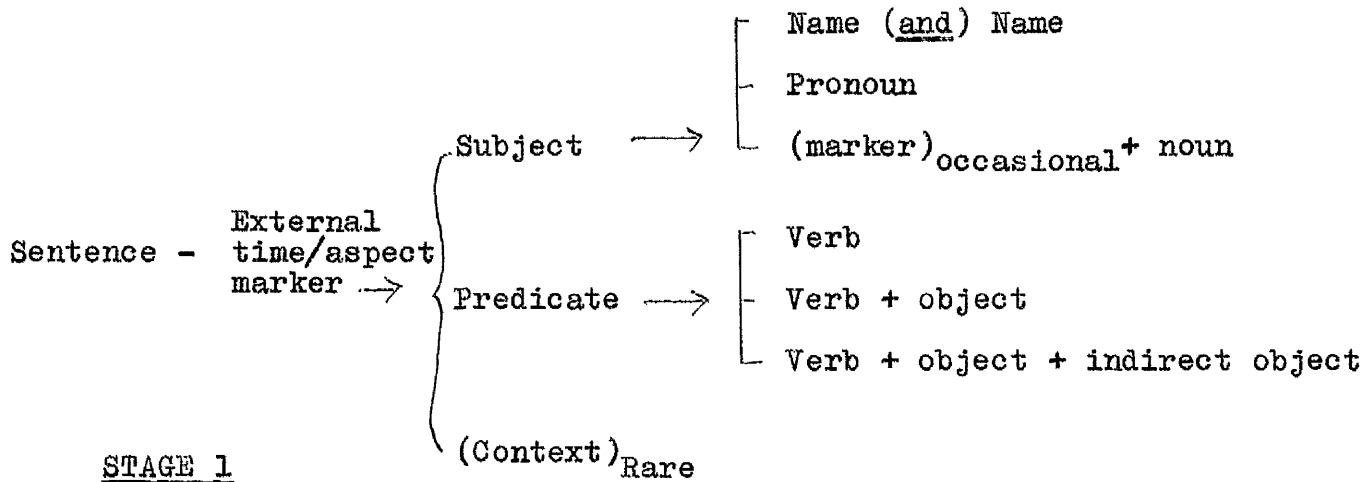 Name (and) Name
Pronoun
Subject → (marker)occasional + noun
External
Sentence - time/aspect
marker →
Verb
Predicate → Verb + object
Verb + object + indirect object
(Context)Rare
STAGE 1